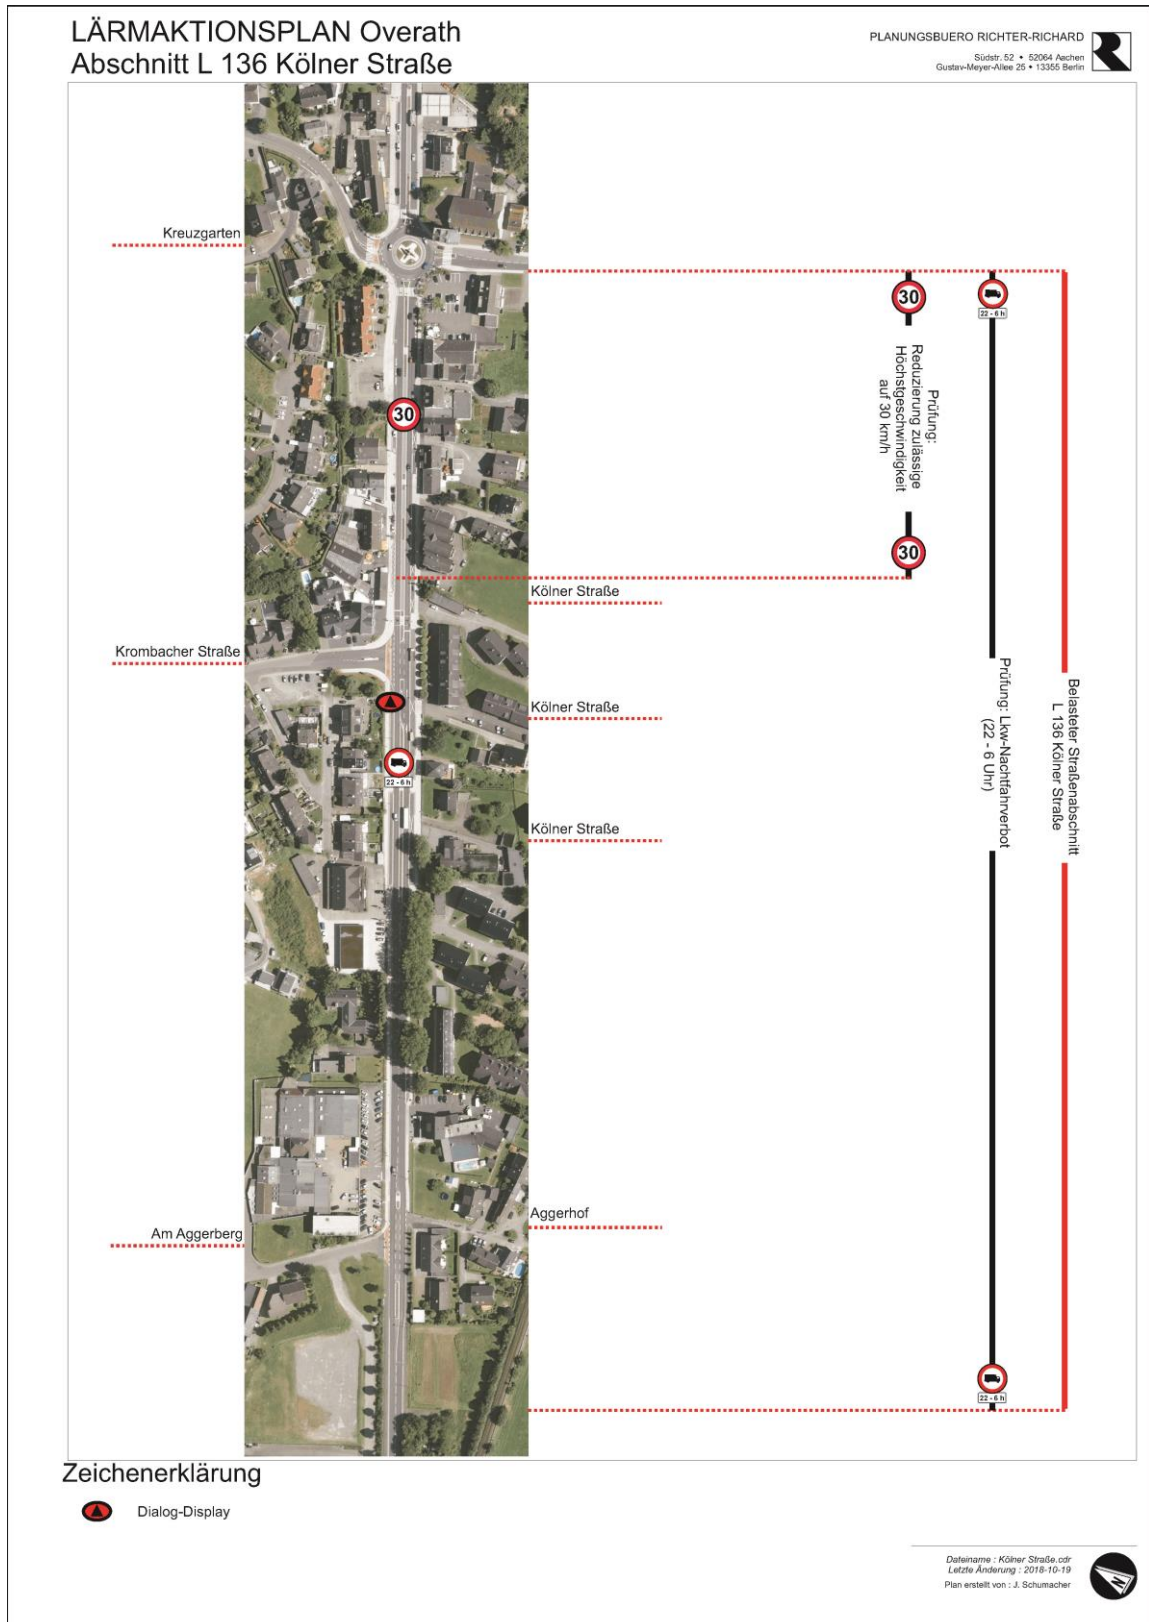 LÄRMAKTIONSPLAN Overath
Abschnitt L 136 Kölner Straße
PLANUNGSBUERO RICHTER-RICHARD
Südstr. 52 • 52064 Aachen
Gustav-Meyer-Allee 25 • 13355 Berlin
Kreuzgarten
30
30
22 - 6 h
Prüfung:
Reduzierung zulässige
Höchstgeschwindigkeit
auf 30 km/h
30
Kölner Straße
Krombacher Straße
Kölner Straße
22 - 6 h
Kölner Straße
Prüfung: Lkw-Nachtfahrverbot
(22 - 6 Uhr)
Belasteter Straßenabschnitt
L 136 Kölner Straße
Aggerhof
Am Aggerberg
22 - 6 h
Zeichenerklärung
Dialog-Display
Dateiname : Kölner Straße.cdr
Letzte Änderung : 2018-10-19
Plan erstellt von : J. Schumacher
N